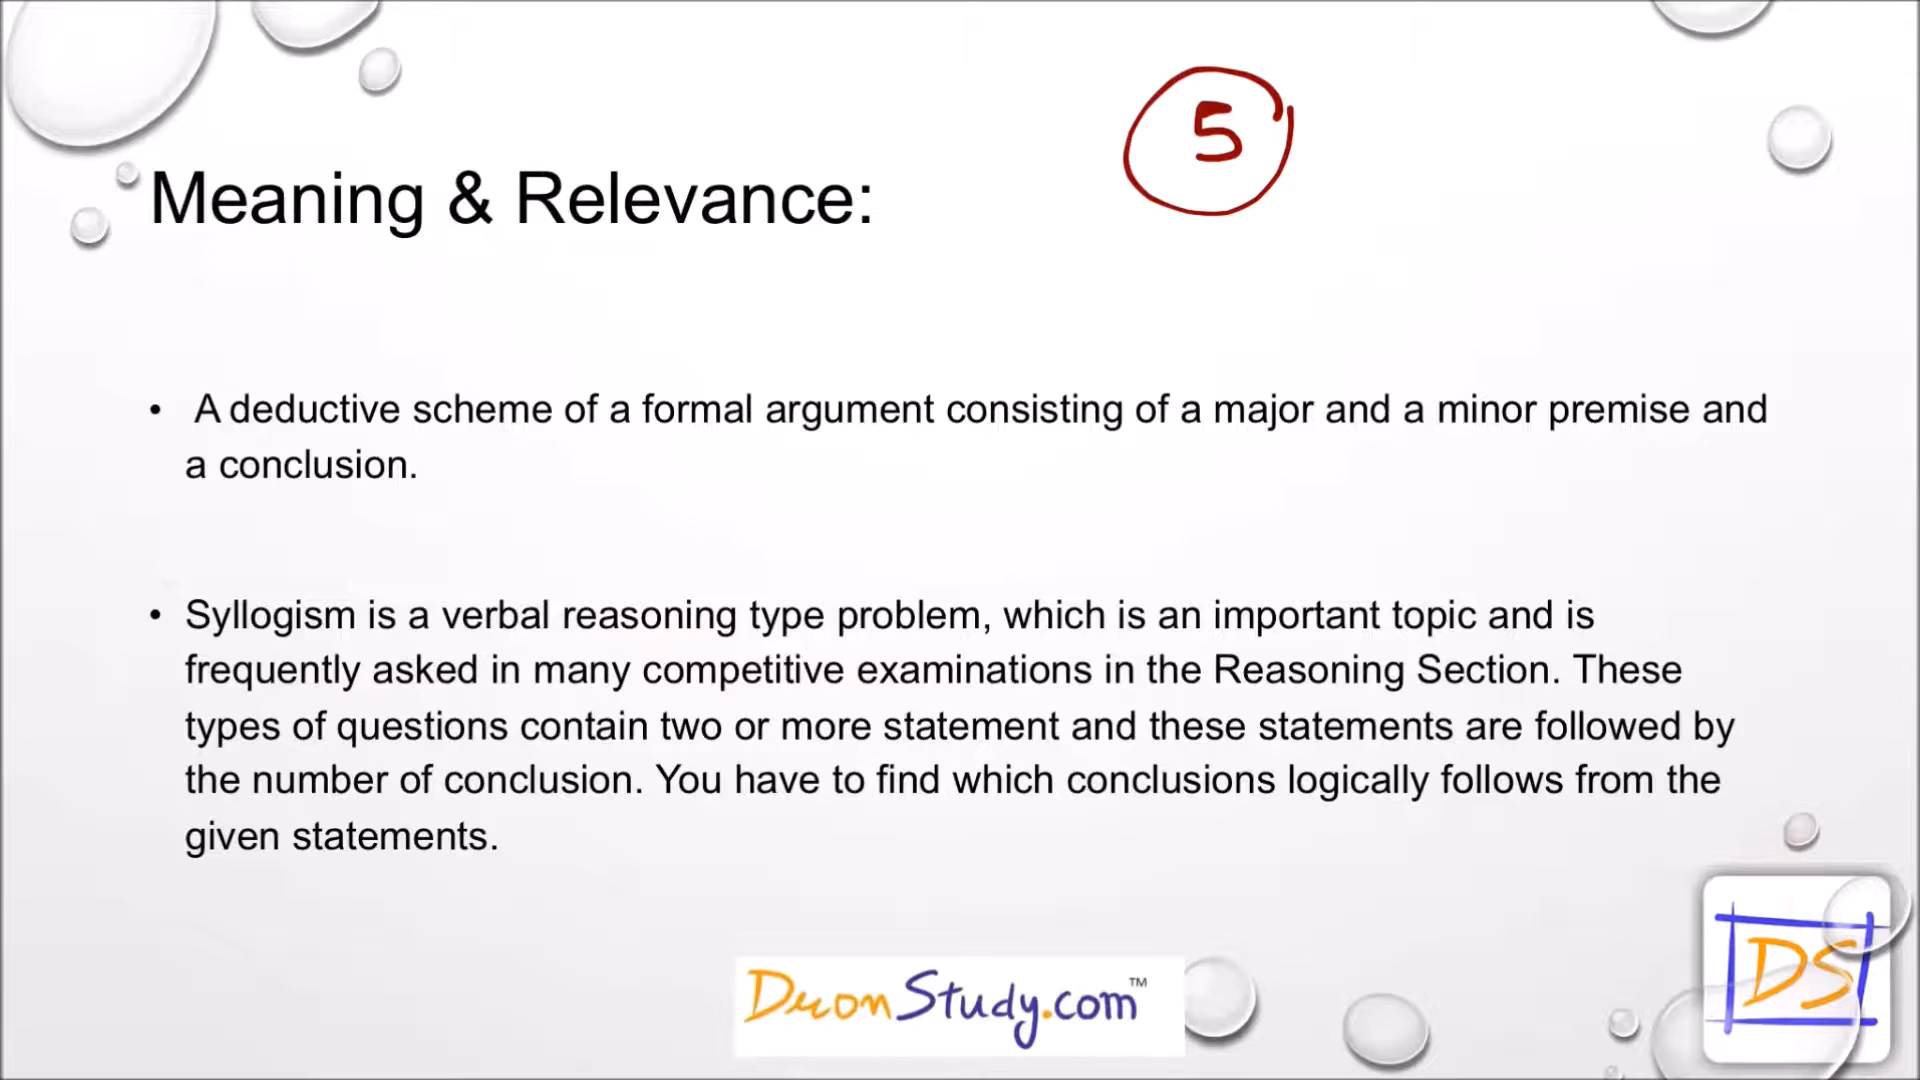 5
Meaning & Relevance:
• A deductive scheme of a formal argument consisting of a major and a minor premise and
a conclusion.
• Syllogism is a verbal reasoning type problem, which is an important topic and is
frequently asked in many competitive examinations in the Reasoning Section. These
types of questions contain two or more statement and these statements are followed by
the number of conclusion. You have to find which conclusions logically follows from the
given statements.
DronStudy.com™
DS